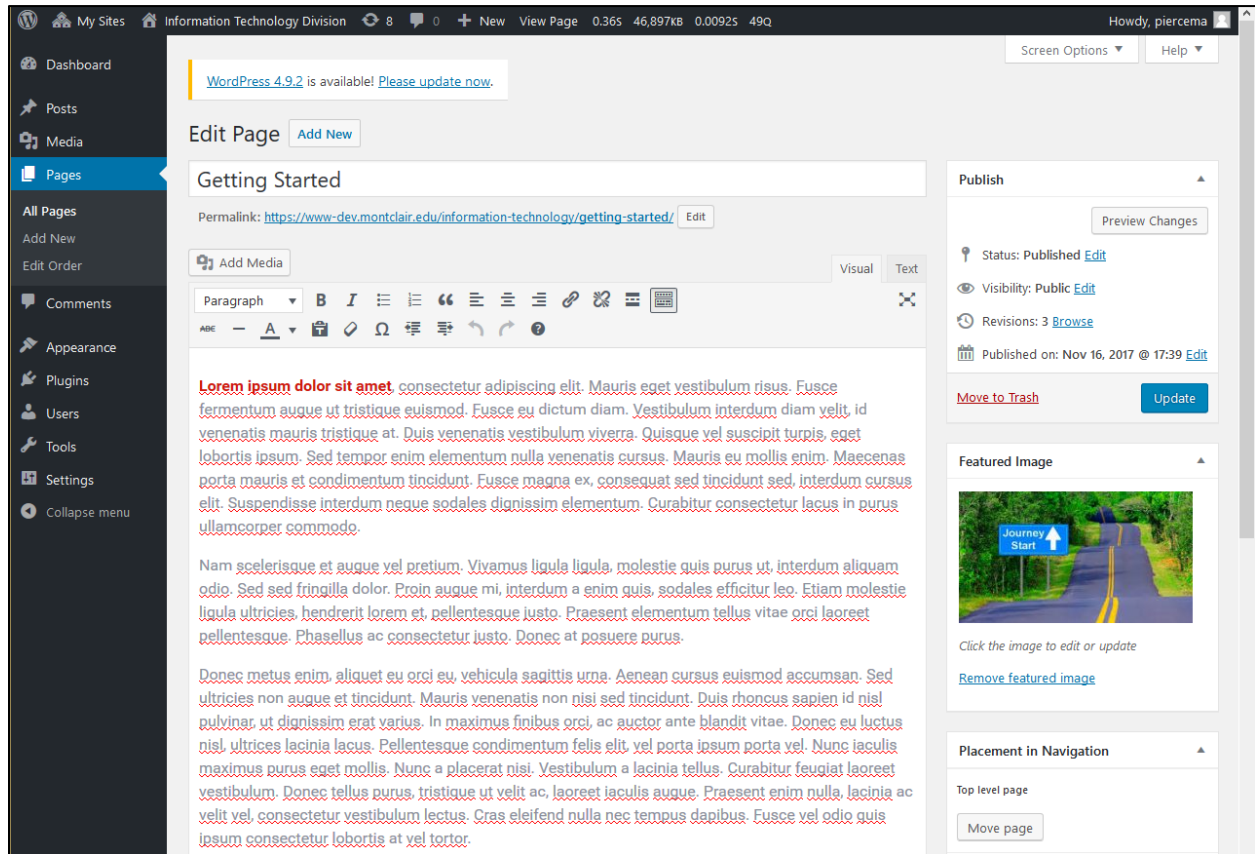 My Sites Information Technology Division 8 0 New View Page 0.36S 46,897KB 0.0092S 49Q Howdy, piercema
Screen Options Help
Dashboard
Posts
Media
Pages
All Pages
Add New
Edit Order
Comments
Appearance
Plugins
Users
Tools
Settings
Collapse menu
WordPress 4.9.2 is available! Please update now.
Edit Page Add New
Getting Started
Permalink: https://www-dev.montclair.edu/information-technology/getting-started/ Edit
Add Media
Visual Text
Paragraph B I
ABE A Ω
Lorem ipsum dolor sit amet, consectetur adipiscing elit. Mauris eget vestibulum risus. Fusce
fermentum augue ut tristique euismod. Fusce eu dictum diam. Vestibulum interdum diam velit, id
venenatis mauris tristique at. Duis venenatis vestibulum viverra. Quisque vel suscipit turpis, eget
lobortis ipsum. Sed tempor enim elementum nulla venenatis cursus. Mauris eu mollis enim. Maecenas
porta mauris et condimentum tincidunt. Fusce magna ex, consequat sed tincidunt sed, interdum cursus
elit. Suspendisse interdum neque sodales dignissim elementum. Curabitur consectetur lacus in purus
ullamcorper commodo.
Nam scelerisque et augue vel pretium. Vivamus ligula ligula, molestie quis purus ut, interdum aliquam
odio. Sed sed fringilla dolor. Proin augue mi, interdum a enim quis, sodales efficitur leo. Etiam molestie
ligula ultricies, hendrerit lorem et, pellentesque justo. Praesent elementum tellus vitae orci laoreet
pellentesque. Phasellus ac consectetur justo. Donec at posuere purus.
Donec metus enim, aliquet eu orci eu, vehicula sagittis urna. Aenean cursus euismod accumsan. Sed
ultricies non augue et tincidunt. Mauris venenatis non nisi sed tincidunt. Duis rhoncus sapien id nisl
pulvinar, ut dignissim erat varius. In maximus finibus orci, ac auctor ante blandit vitae. Donec eu luctus
nisl, ultrices lacinia lacus. Pellentesque condimentum felis elit, vel porta ipsum porta vel. Nunc iaculis
maximus purus eget mollis. Nunc a placerat nisi. Vestibulum a lacinia tellus. Curabitur feugiat laoreet
vestibulum. Donec tellus purus, tristique ut velit ac, laoreet iaculis augue. Praesent enim nulla, lacinia ac
velit vel, consectetur vestibulum lectus. Cras eleifend nulla nec tempus dapibus. Fusce vel odio quis
ipsum consectetur lobortis at vel tortor.
Publish
Preview Changes
Status: Published Edit
Visibility: Public Edit
Revisions: 3 Browse
Published on: Nov 16, 2017 @ 17:39 Edit
Move to Trash Update
Featured Image
Journey
Start
Click the image to edit or update
Remove featured image
Placement in Navigation
Top level page
Move page